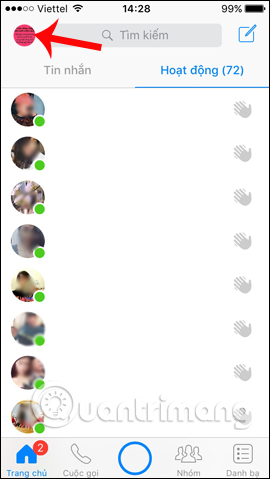 Viettel 14:28 99%
Tìm kiếm
Tin nhắn Hoạt động (72)
Quantrimang
2
Trang chủ Cuộc gọi Nhóm Danh bạ